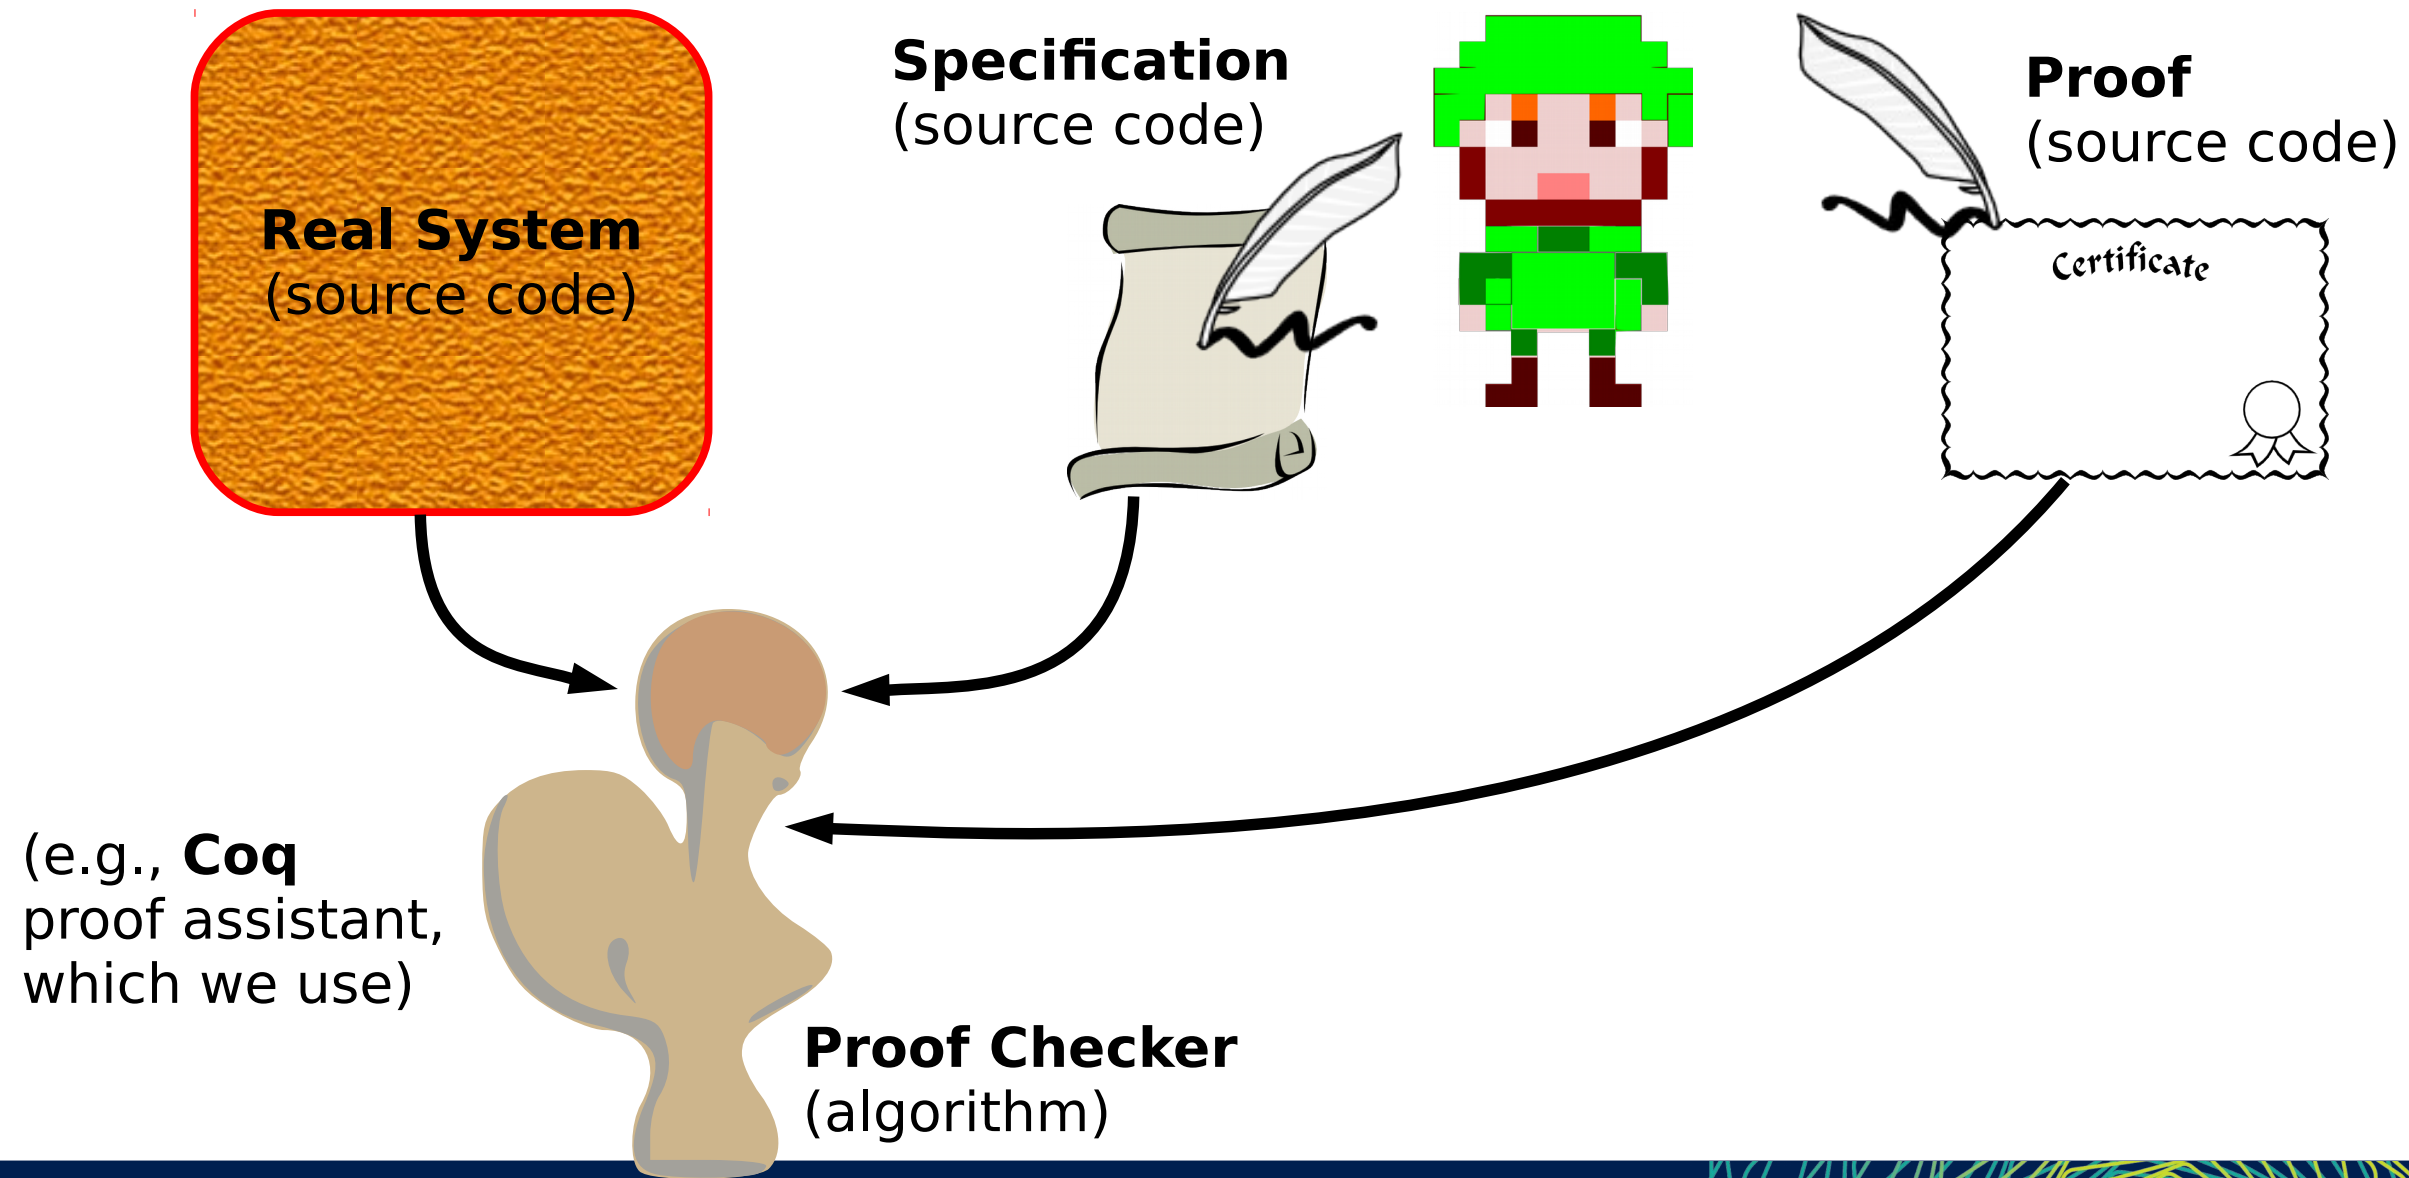 Real System
(source code)
Specification
(source code)
Proof
(source code)
Certificate
(e.g., Coq
proof assistant,
which we use)
Proof Checker
(algorithm)